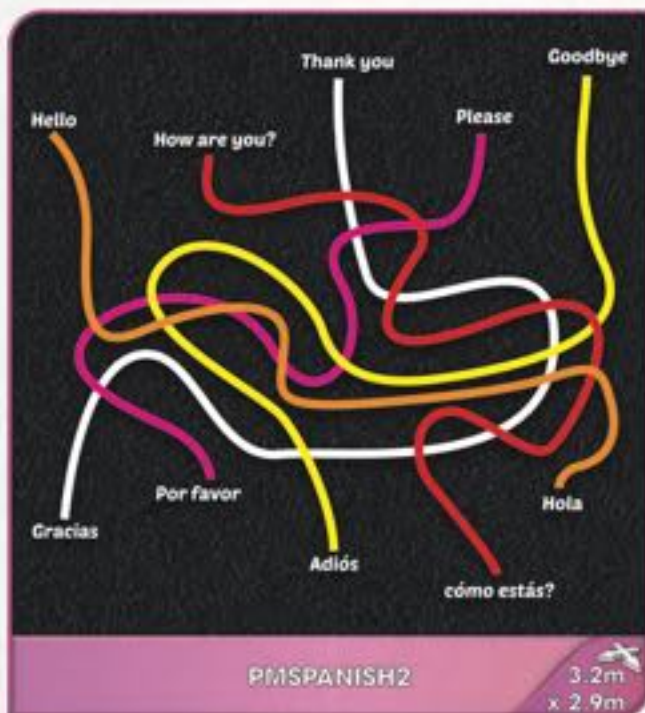 Thank you
Goodbye
Hello
How are you?
Please
Por favor
Gracias
Hola
Adiós
cómo estás?
PMSPANISH2
3.2m
x 2.9m